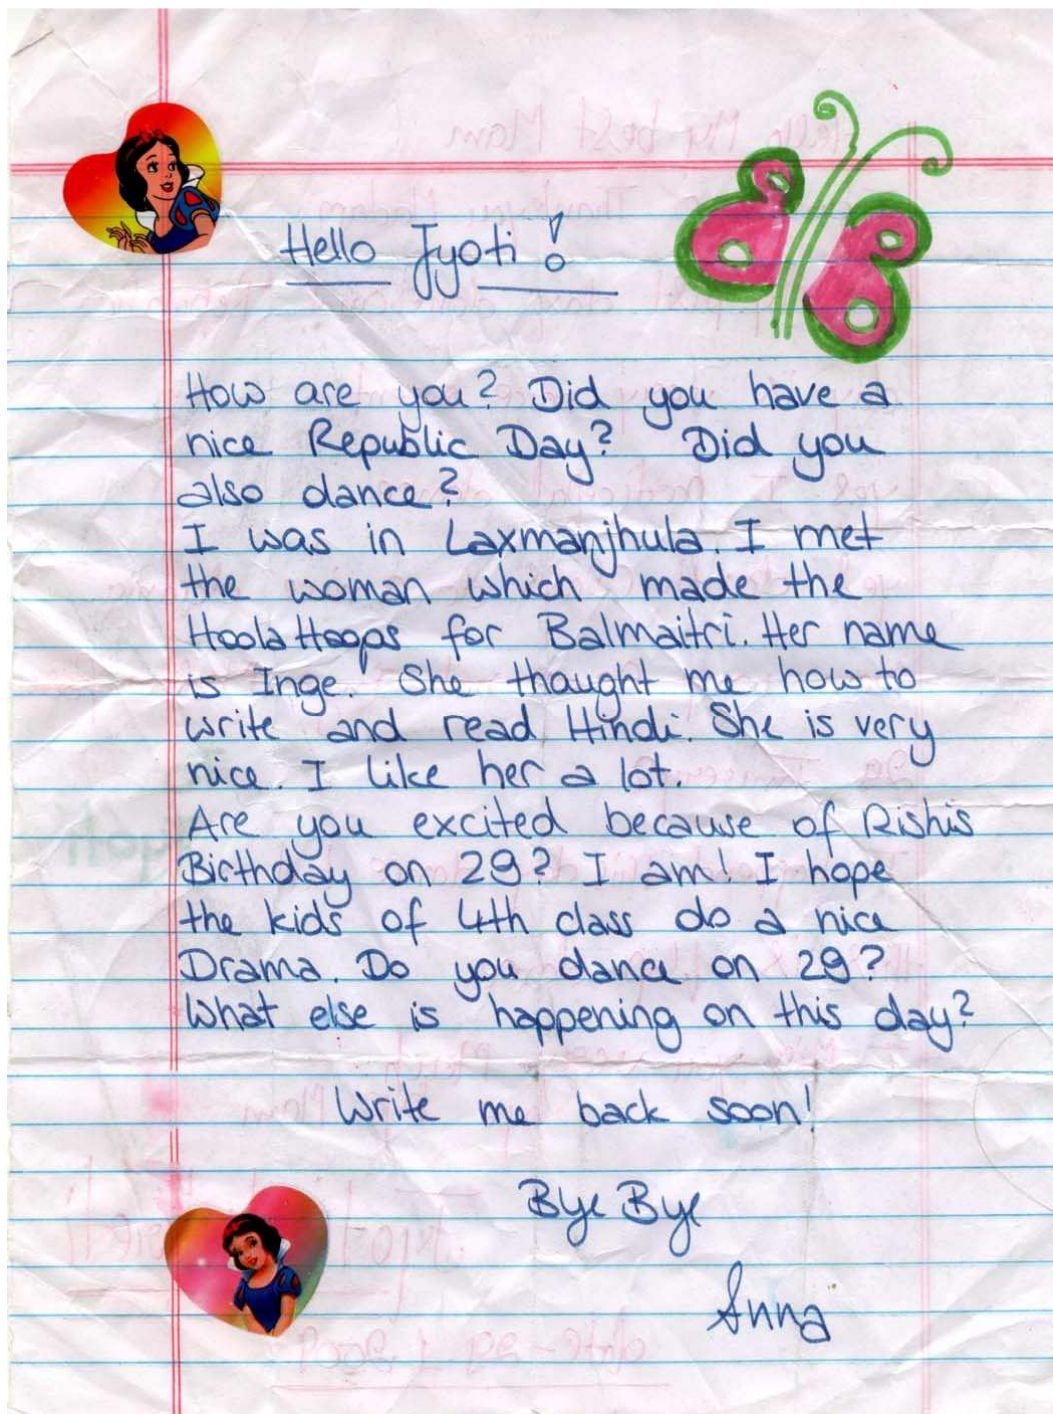 Hello Jyoti!
How are you? Did you have a
nice Republic Day? Did you
also dance?
I was in Laxmanjhula. I met
the woman which made the
Hoola Hoops for Balmaitri. Her name
is Inge. She thaught me how to
write and read Hindi. She is very
nice. I like her a lot.
Are you excited because of Rishis
Birthday on 29? I am! I hope
the kids of 4th class do a nice
Drama. Do you dance on 29?
What else is happening on this day?
Write me back soon!
Bye Bye
Anna